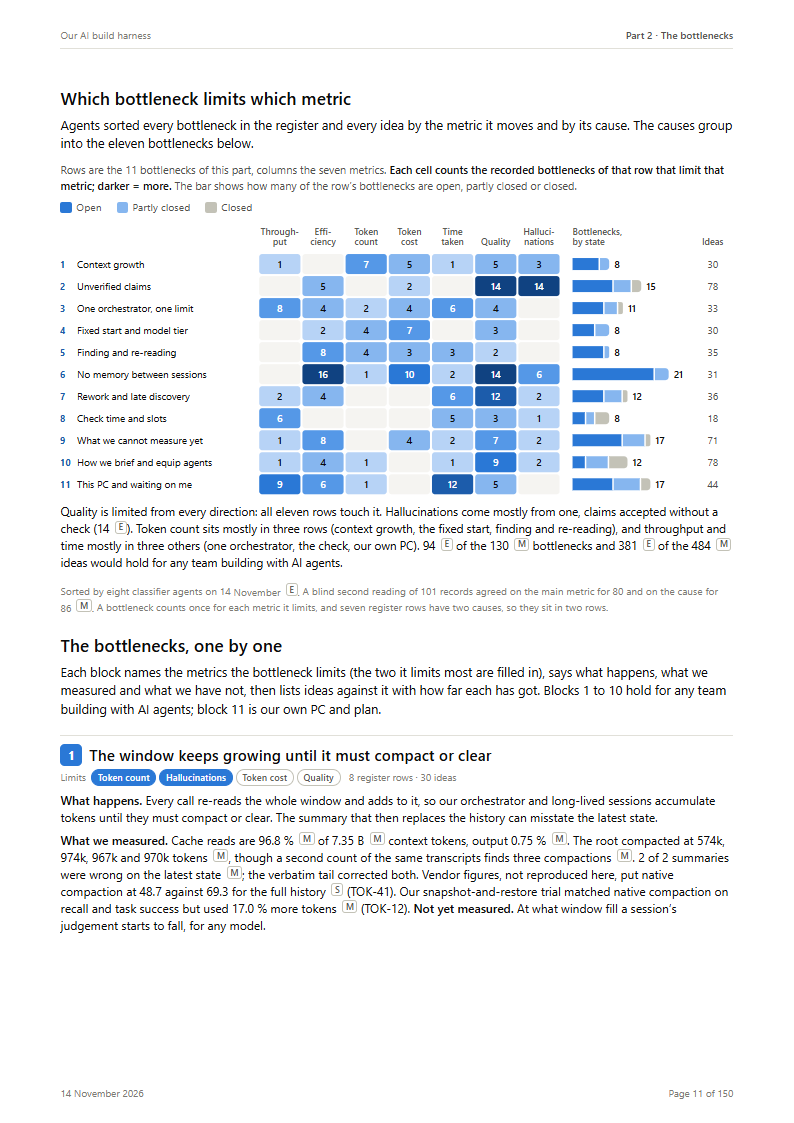 Our AI build harness
Part 2 · The bottlenecks
Which bottleneck limits which metric
Agents sorted every bottleneck in the register and every idea by the metric it moves and by its cause. The causes group
into the eleven bottlenecks below.
Rows are the 11 bottlenecks of this part, columns the seven metrics. Each cell counts the recorded bottlenecks of that row that limit that
metric; darker = more. The bar shows how many of the row's bottlenecks are open, partly closed or closed.
Open Partly closed Closed
Through- Effi- Token Token Time Halluci- Bottlenecks,
put ciency count cost taken Quality nations by state Ideas
1 Context growth 1 7 5 1 5 3 8 30
2 Unverified claims 5 2 14 14 15 78
3 One orchestrator, one limit 8 4 2 4 6 4 11 33
4 Fixed start and model tier 2 4 7 3 8 30
5 Finding and re-reading 8 4 3 3 2 8 35
6 No memory between sessions 16 1 10 2 14 6 21 31
7 Rework and late discovery 2 4 6 12 2 12 36
8 Check time and slots 6 5 3 1 8 18
9 What we cannot measure yet 1 8 4 2 7 2 17 71
10 How we brief and equip agents 1 4 1 1 9 2 12 78
11 This PC and waiting on me 9 6 1 12 5 17 44
Quality is limited from every direction: all eleven rows touch it. Hallucinations come mostly from one, claims accepted without a
check (14 E). Token count sits mostly in three rows (context growth, the fixed start, finding and re-reading), and throughput and
time mostly in three others (one orchestrator, the check, our own PC). 94 E of the 130 M bottlenecks and 381 E of the 484 M
ideas would hold for any team building with AI agents.
Sorted by eight classifier agents on 14 November E. A blind second reading of 101 records agreed on the main metric for 80 and on the cause for
86 M. A bottleneck counts once for each metric it limits, and seven register rows have two causes, so they sit in two rows.
The bottlenecks, one by one
Each block names the metrics the bottleneck limits (the two it limits most are filled in), says what happens, what we
measured and what we have not, then lists ideas against it with how far each has got. Blocks 1 to 10 hold for any team
building with AI agents; block 11 is our own PC and plan.
1 The window keeps growing until it must compact or clear
Limits Token count Hallucinations Token cost Quality 8 register rows · 30 ideas
What happens. Every call re-reads the whole window and adds to it, so our orchestrator and long-lived sessions accumulate
tokens until they must compact or clear. The summary that then replaces the history can misstate the latest state.
What we measured. Cache reads are 96.8 % M of 7.35 B M context tokens, output 0.75 % M. The root compacted at 574k,
974k, 967k and 970k tokens M, though a second count of the same transcripts finds three compactions M. 2 of 2 summaries
were wrong on the latest state M; the verbatim tail corrected both. Vendor figures, not reproduced here, put native
compaction at 48.7 against 69.3 for the full history S (TOK-41). Our snapshot-and-restore trial matched native compaction on
recall and task success but used 17.0 % more tokens M (TOK-12). Not yet measured. At what window fill a session's
judgement starts to fall, for any model.
14 November 2026
Page 11 of 150